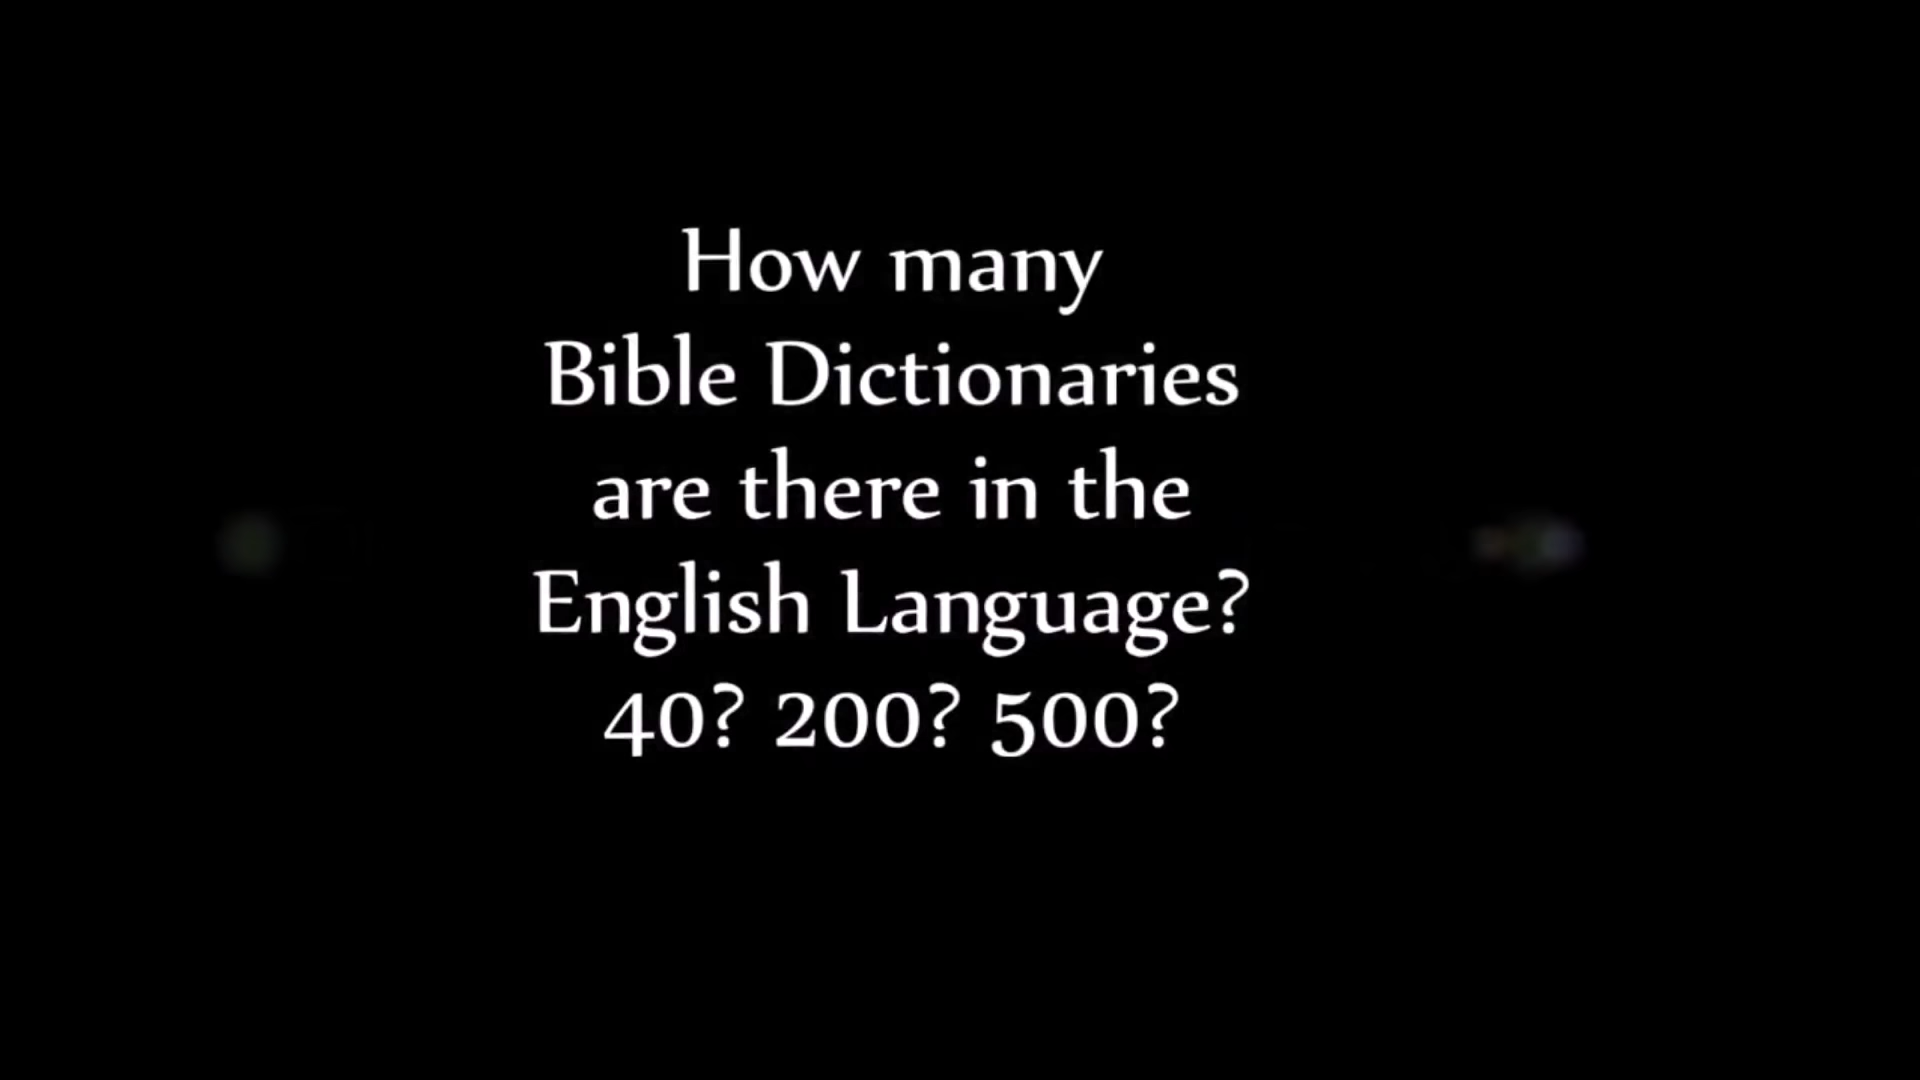 How many
Bible Dictionaries
are there in the
English Language?
40? 200? 500?